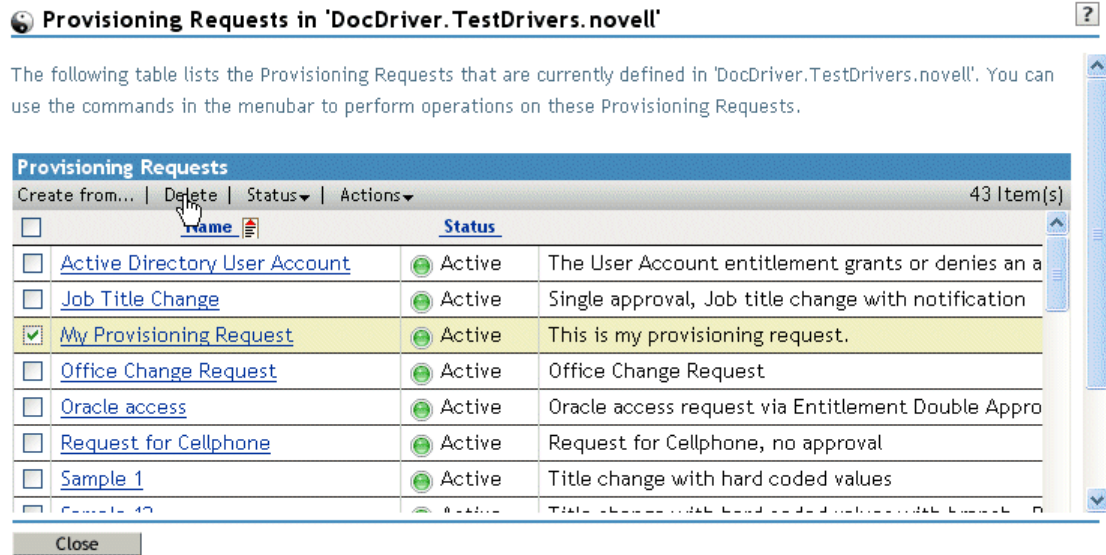 Provisioning Requests in 'DocDriver.TestDrivers.novell'
?
The following table lists the Provisioning Requests that are currently defined in 'DocDriver.TestDrivers.novell'. You can
use the commands in the menubar to perform operations on these Provisioning Requests.
Provisioning Requests
Create from... | Delete | Status | Actions 43 Item(s)
Name Status
Active Directory User Account Active The User Account entitlement grants or denies an a
Job Title Change Active Single approval, Job title change with notification
My Provisioning Request Active This is my provisioning request.
Office Change Request Active Office Change Request
Oracle access Active Oracle access request via Entitlement Double Appro
Request for Cellphone Active Request for Cellphone, no approval
Sample 1 Active Title change with hard coded values
Close